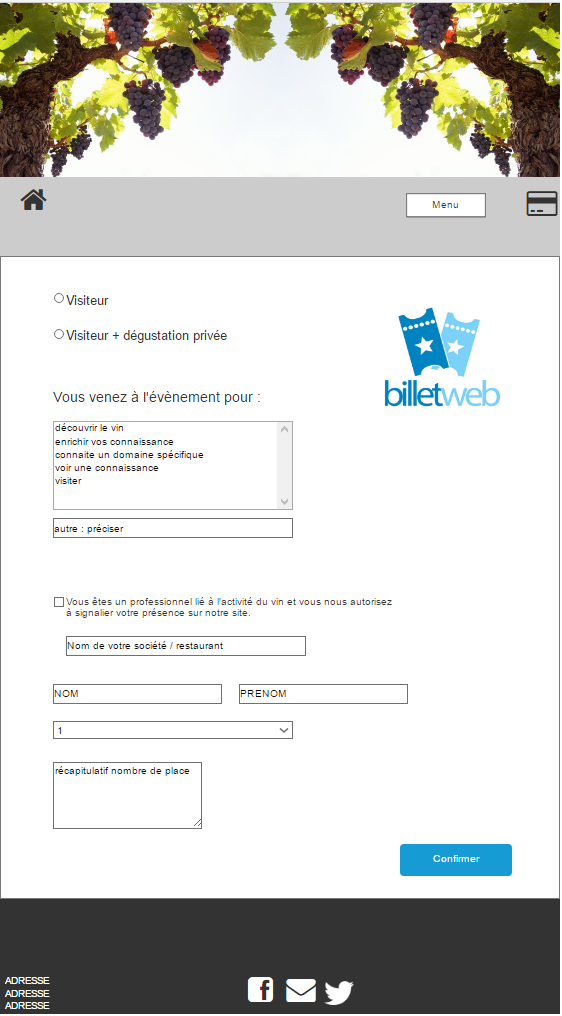 Menu
Visiteur
Visiteur + dégustation privée
billetweb
Vous venez à l'évènement pour :
découvrir le vin
enrichir vos connaissance
connaite un domaine spécifique
voir une connaissance
visiter
autre : préciser
Vous êtes un professionnel lié à l'activité du vin et vous nous autorisez
à signalier votre présence sur notre site.
Nom de votre société / restaurant
NOM PRENOM
1
récapitulatif nombre de place
Confirmer
ADRESSE
ADRESSE
ADRESSE